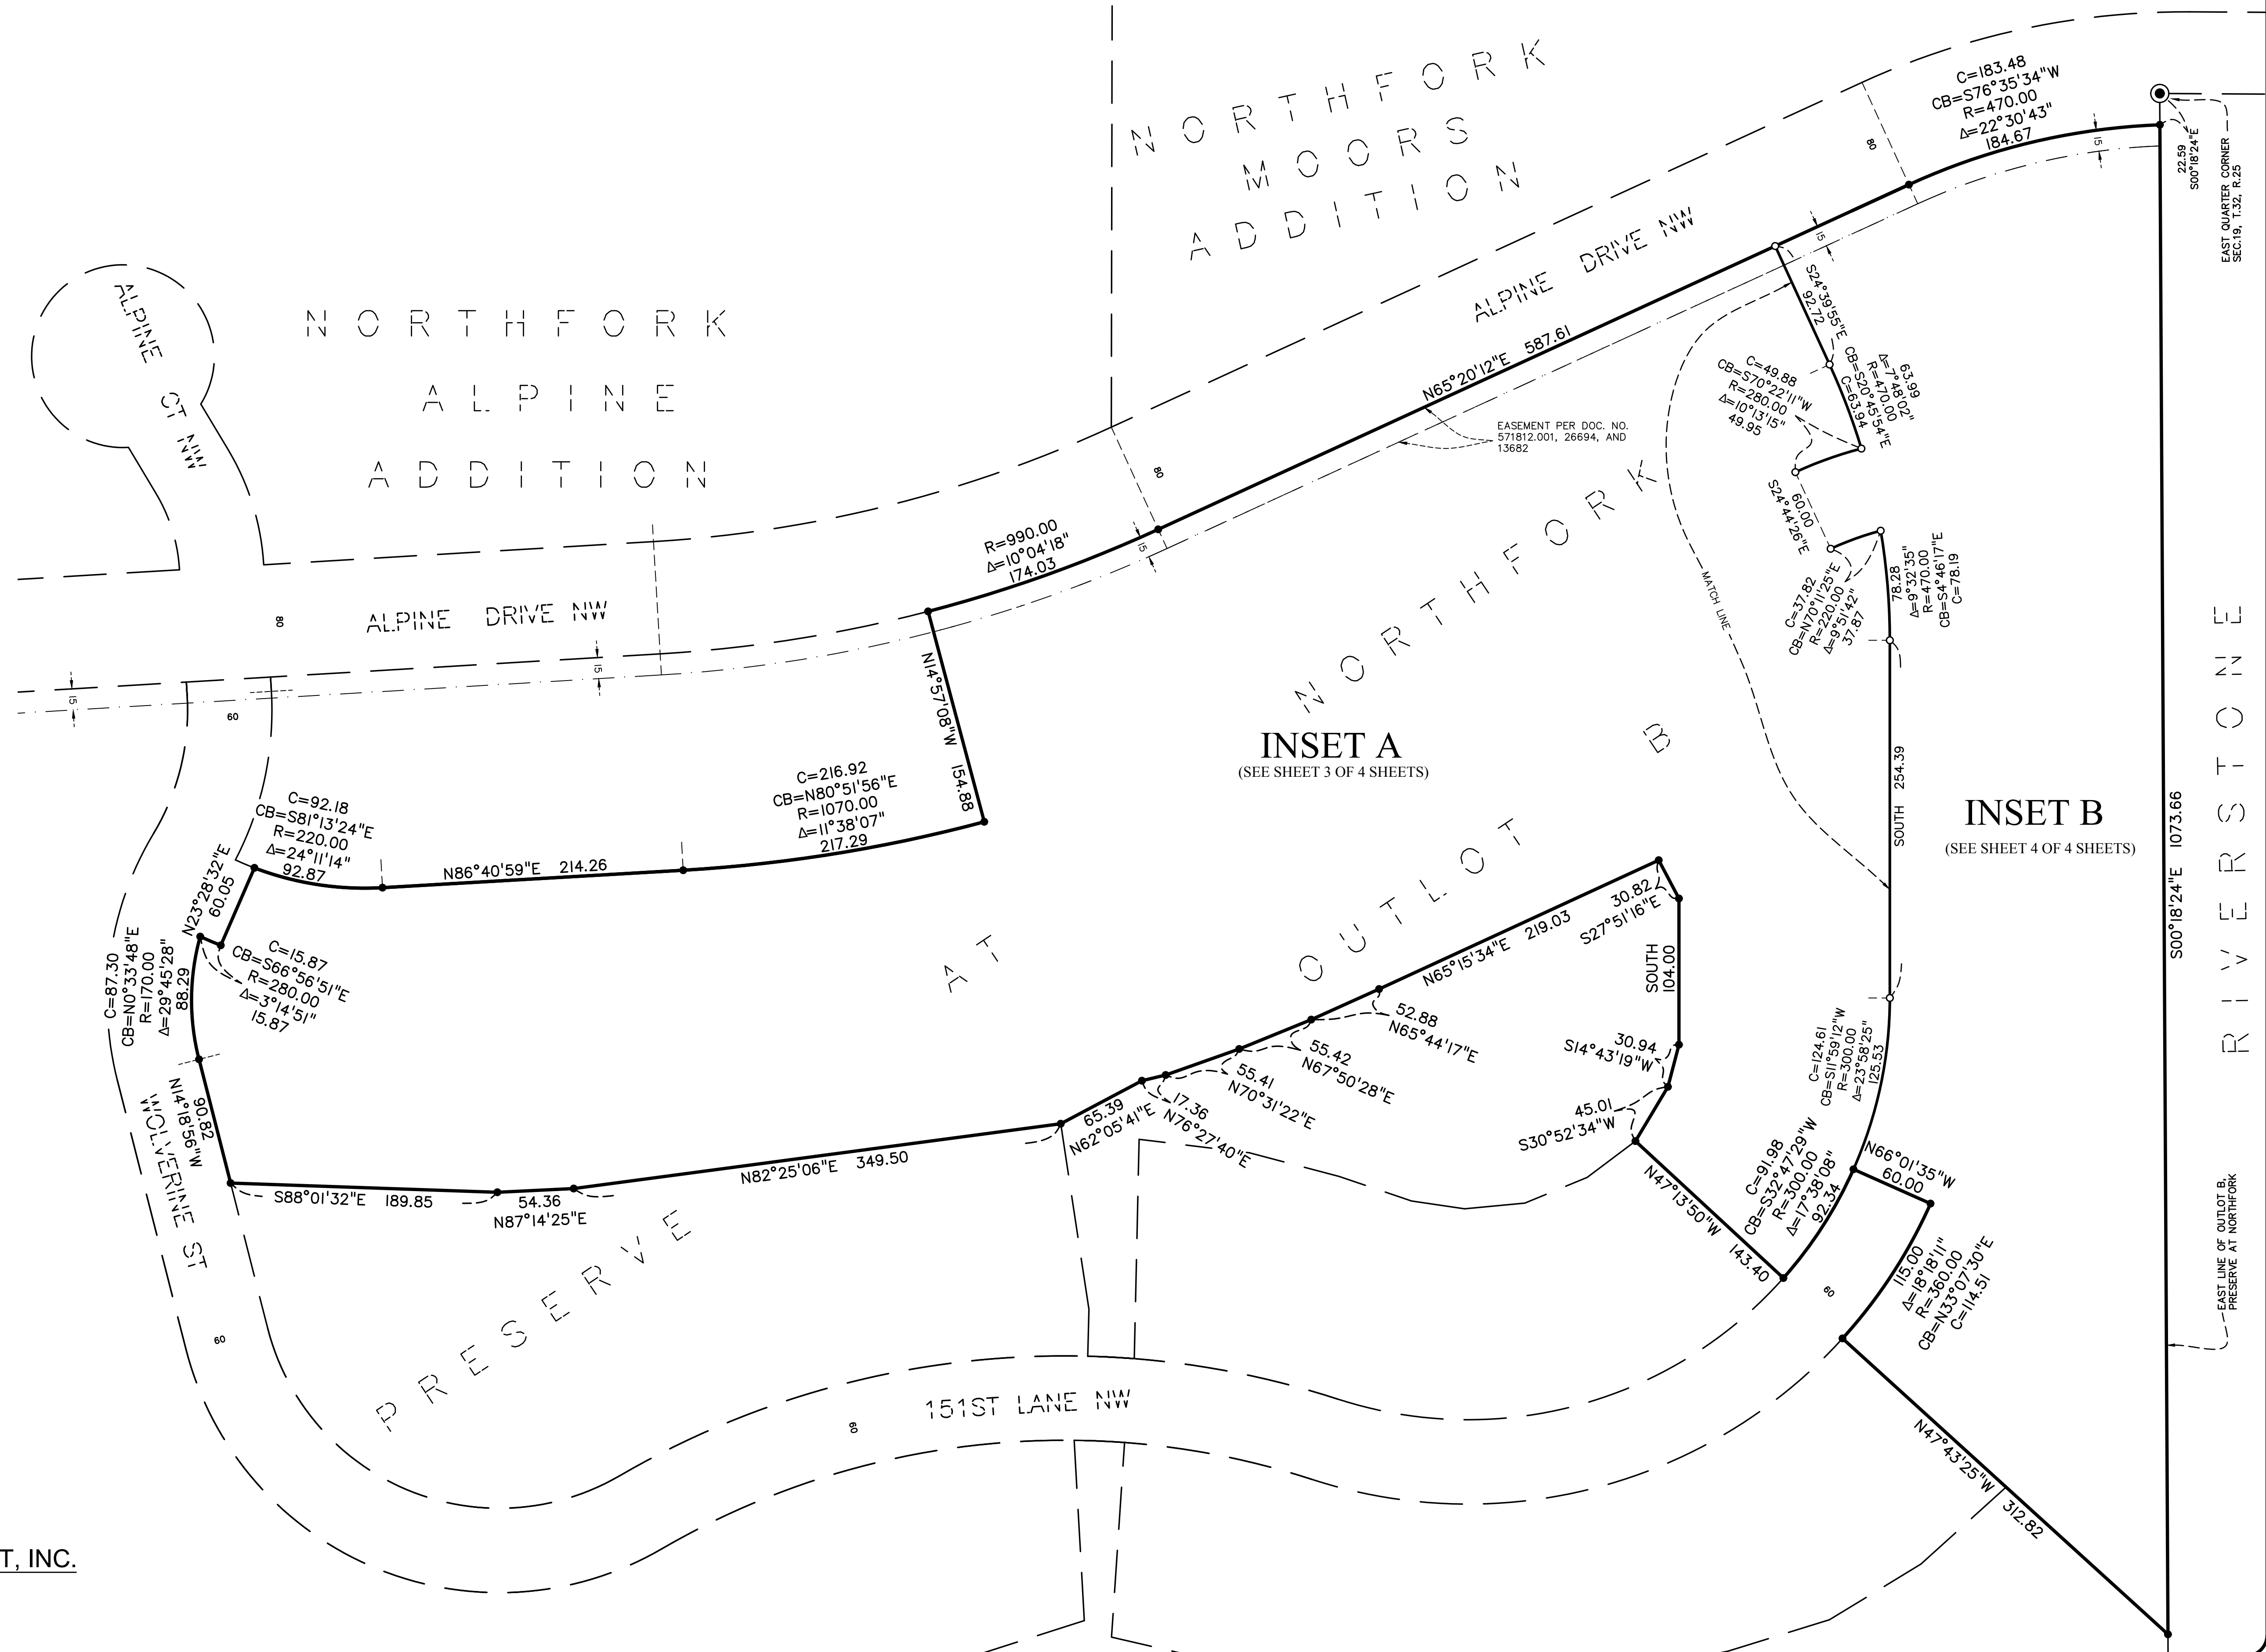 NORTHFORK
MOORS
ADDITION
C=183.48
CB=S76°35'34"W
R=470.00
Δ=22°30'43"
184.67
15
80
22.59
S00°18'24"E
EAST QUARTER CORNER
SEC.19, T.32, R.25
ALPINE
CT NW
NORTHFORK
ALPINE
ADDITION
ALPINE DRIVE NW
15
S24°39'55"E
92.72
N65°20'12"E 587.61
C=49.88
CB=S70°22'11"W
R=280.00
Δ=10°13'15"
49.95
63.99
Δ=7°48'02"
R=470.00
CB=S20°45'54"E
C=63.94
EASEMENT PER DOC. NO.
571812.001, 26694, AND
13682
80
60.00
S24°44'26"E
R=990.00
Δ=10°04'18"
174.03
15
C=37.82
CB=N70°11'25"E
R=220.00
Δ=9°51'42"
37.87
78.28
Δ=9°32'35"
R=470.00
CB=S4°46'17"E
C=78.19
MATCH LINE
80
ALPINE DRIVE NW
15
15
60
N14°57'08"W 154.88
NORTHFORK
INSET A
(SEE SHEET 3 OF 4 SHEETS)
B
SOUTH 254.39
INSET B
(SEE SHEET 4 OF 4 SHEETS)
S00°18'24"E 1073.66
RIVERSTONE
C=216.92
CB=N80°51'56"E
R=1070.00
Δ=11°38'07"
217.29
C=92.18
CB=S81°13'24"E
R=220.00
Δ=24°11'14"
92.87
N86°40'59"E 214.26
N23°28'32"E
60.05
C=15.87
CB=S66°56'51"E
R=280.00
Δ=3°14'51"
15.87
C=87.30
CB=N0°33'48"E
R=170.00
Δ=29°45'28"
88.29
AT
OUTLOT
N65°15'34"E 219.03
30.82
S27°51'16"E
SOUTH
104.00
52.88
N65°44'17"E
55.42
N67°50'28"E
55.41
N70°31'22"E
17.36
N76°27'40"E
65.39
N62°05'41"E
30.94
S14°43'19"W
45.01
S30°52'34"W
C=124.61
CB=S11°59'12"W
R=300.00
Δ=23°58'25"
125.53
C=91.98
CB=S32°47'29"W
R=300.00
Δ=17°38'08"
92.34
N66°01'35"W
60.00
N47°13'50"W 143.40
60
115.00
Δ=18°18'11"
R=360.00
CB=N33°07'30"E
C=114.51
EAST LINE OF OUTLOT B,
PRESERVE AT NORTHFORK
90.82
N14°18'56"W
WOLVERINE ST
S88°01'32"E 189.85
54.36
N87°14'25"E
N82°25'06"E 349.50
PRESERVE
60
60
151ST LANE NW
N47°43'25"W 312.82
T, INC.